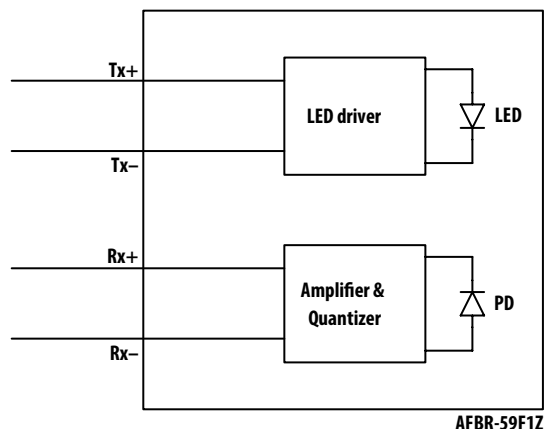 Tx+
LED driver
LED
Tx–
Rx+
Amplifier &
Quantizer
PD
Rx–
AFBR-59F1Z